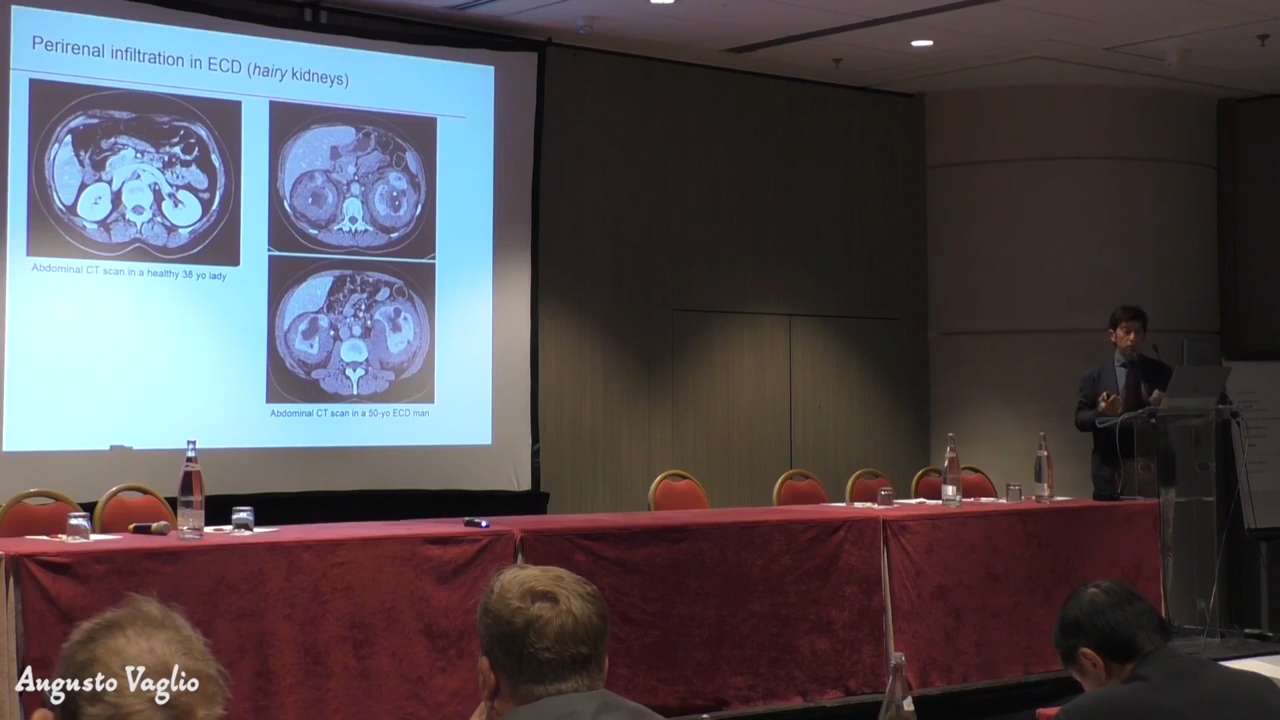 Perirenal infiltration in ECD (hairy kidneys)
Abdominal CT scan in a healthy 38 yo lady
Abdominal CT scan in a 50-yo ECD man
Augusto Vaglio